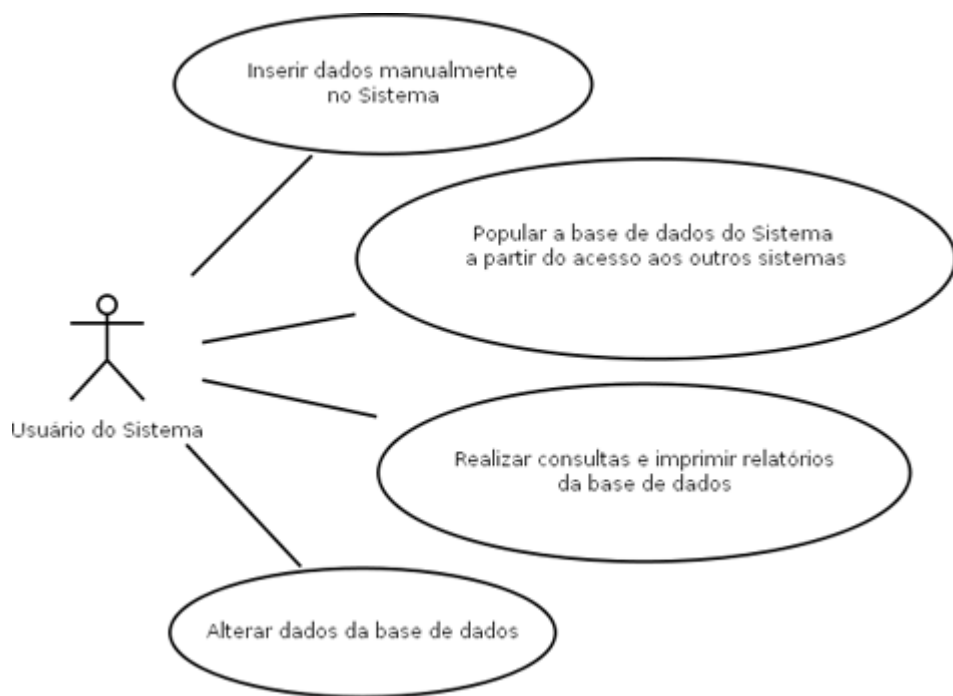 Inserir dados manualmente
no Sistema
Popular a base de dados do Sistema
a partir do acesso aos outros sistemas
Usuário do Sistema
Realizar consultas e imprimir relatórios
da base de dados
Alterar dados da base de dados